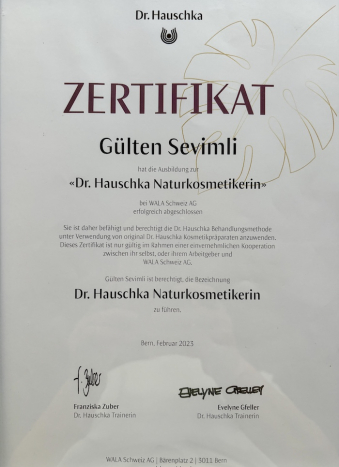 Dr. Hauschka
ZERTIFIKAT
Gülten Sevimli
hat die Ausbildung zur
«Dr. Hauschka Naturkosmetikerin»
bei WALA Schweiz AG
erfolgreich abgeschlossen
Sie ist daher befähigt und berechtigt die Dr. Hauschka Behandlungsmethode
unter Verwendung von original Dr. Hauschka Kosmetikpräparaten anzuwenden.
Dieses Zertifikat ist nur gültig im Rahmen einer einvernehmlichen Kooperation
zwischen ihr selbst, oder ihrem Arbeitgeber und
WALA Schweiz AG.
Gülten Sevimli ist berechtigt, die Bezeichnung
Dr. Hauschka Naturkosmetikerin
zu führen.
Bern, Februar 2023
f. Zuber
EVELYNE GFELLER
Franziska Zuber
Dr. Hauschka Trainerin
Evelyne Gfeller
Dr. Hauschka Trainerin
WALA Schweiz AG | Bärenplatz 2 | 3011 Bern